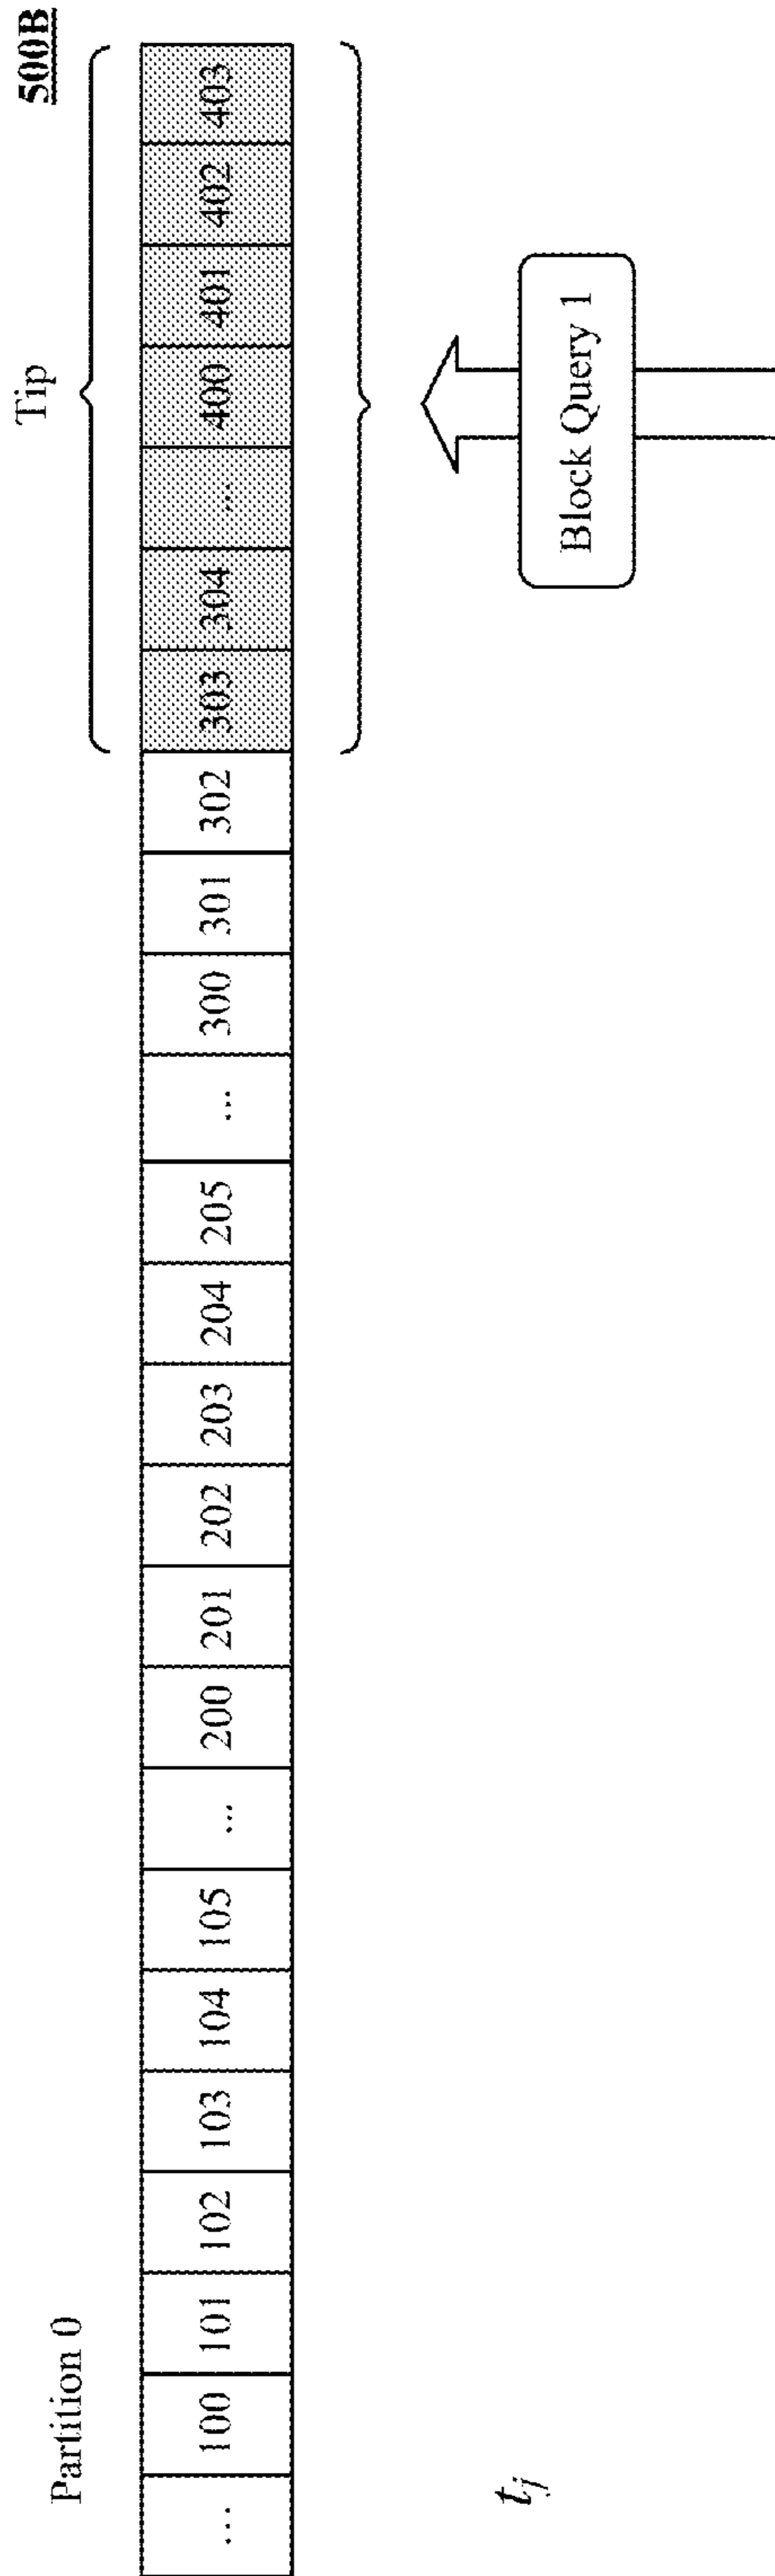 500B
Partition 0
Tip
... 100 101 102 103 104 105 ... 200 201 202 203 204 205 ... 300 301 302 303 304 ... 400 401 402 403
tj
Block Query 1